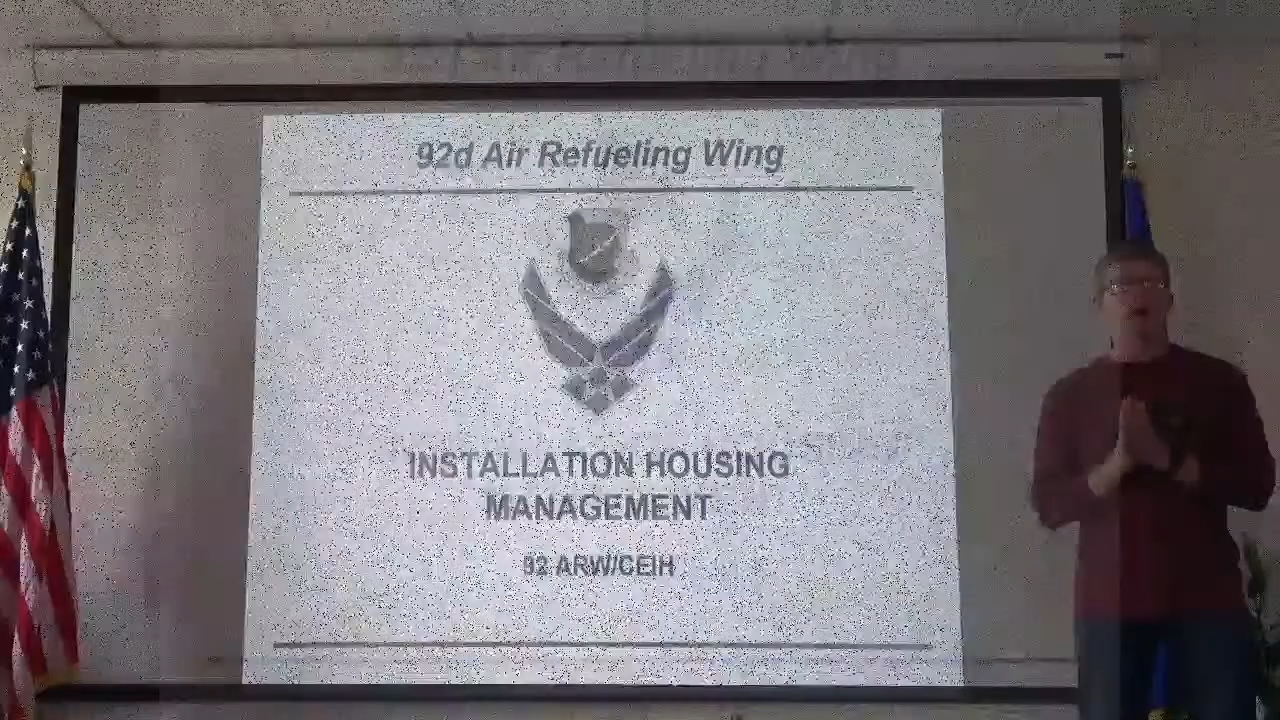 92d Air Refueling Wing
INSTALLATION HOUSING
MANAGEMENT
92 ARW/CEIH